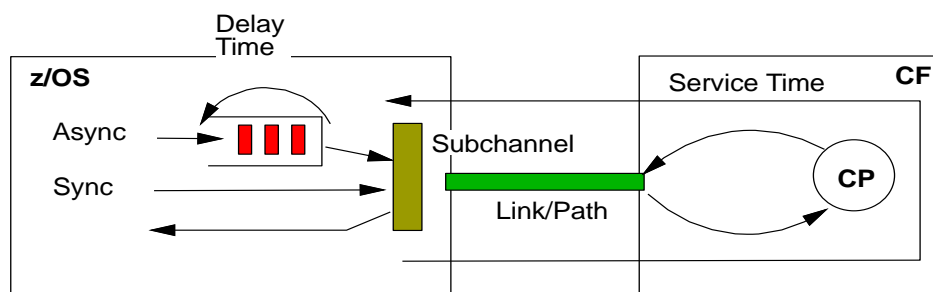 Delay
Time
z/OS
CF
Service Time
Async
Subchannel
Sync
CP
Link/Path